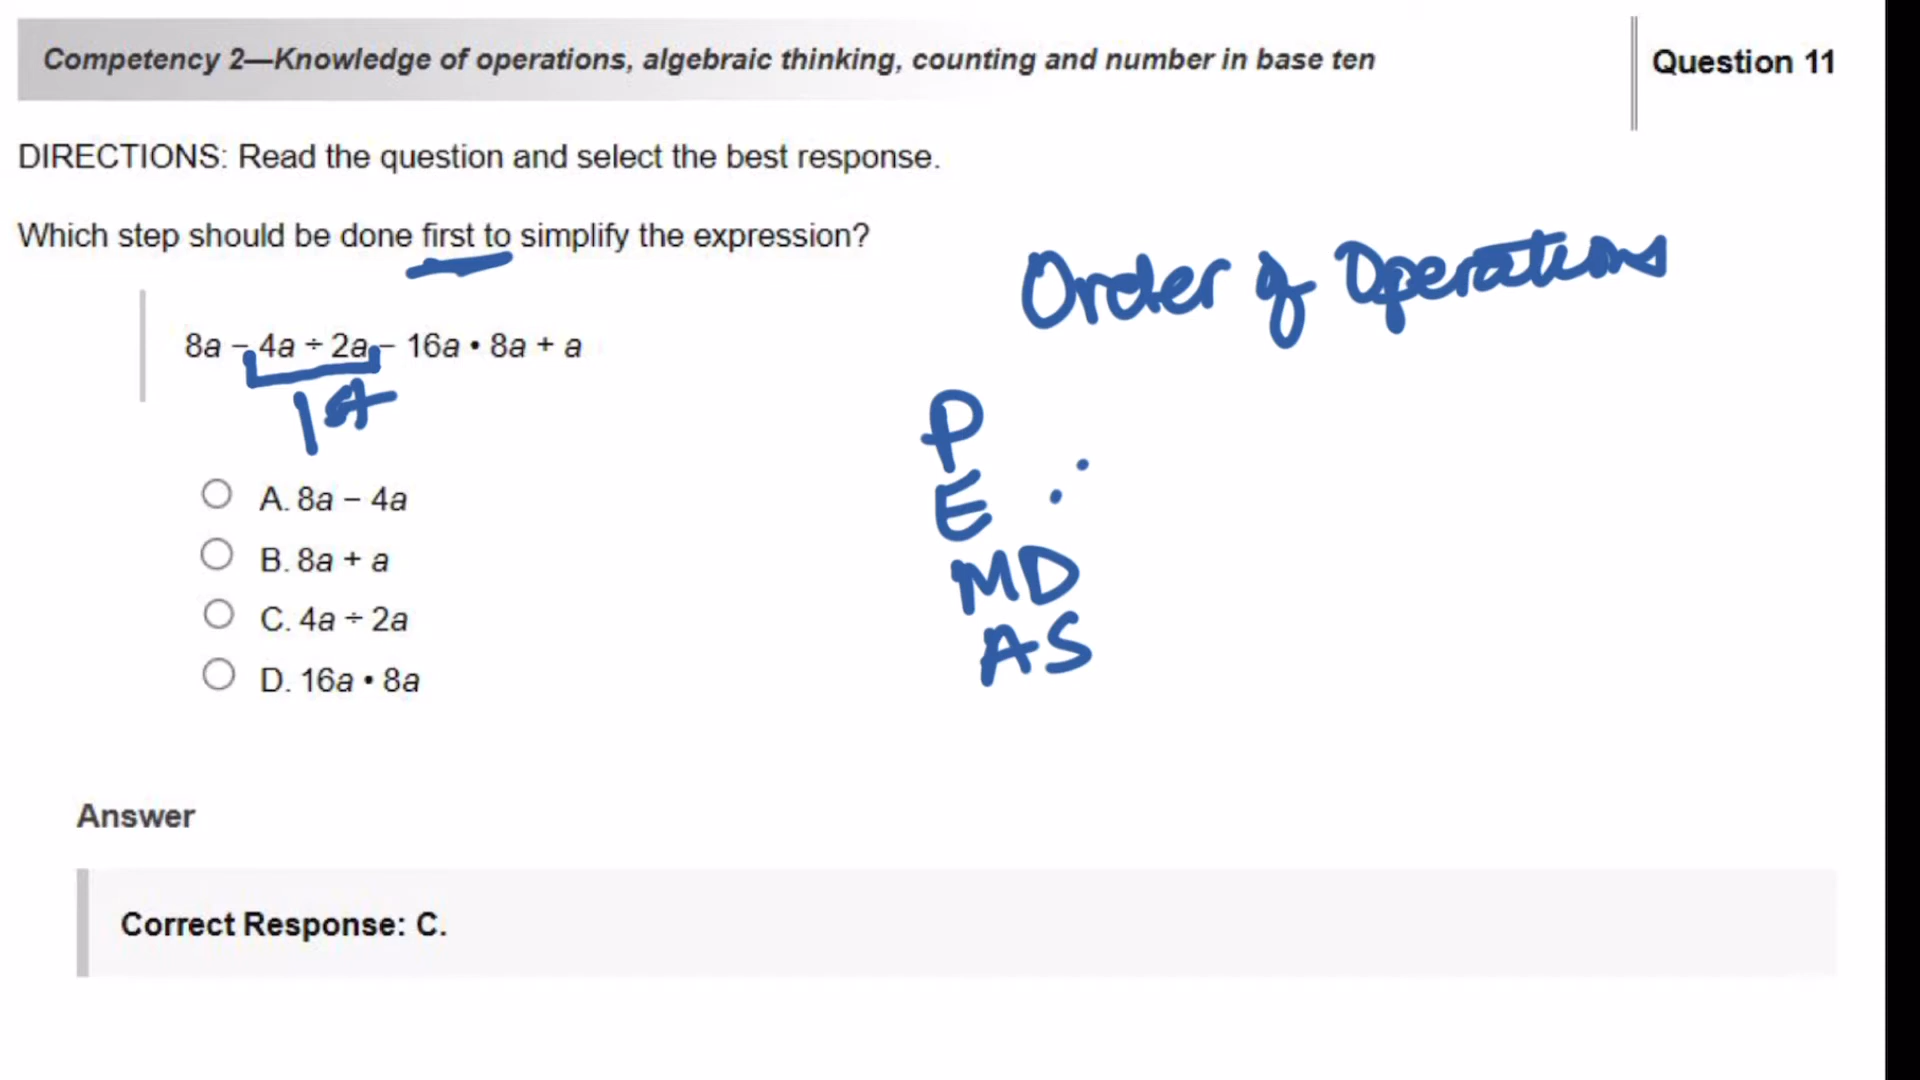 Competency 2—Knowledge of operations, algebraic thinking, counting and number in base ten
Question 11
DIRECTIONS: Read the question and select the best response.
Which step should be done first to simplify the expression?
Order of Operations
8a − 4a ÷ 2a − 16a • 8a + a
1st
P
E
MD
AS
A. 8a − 4a
B. 8a + a
C. 4a ÷ 2a
D. 16a • 8a
Answer
Correct Response: C.